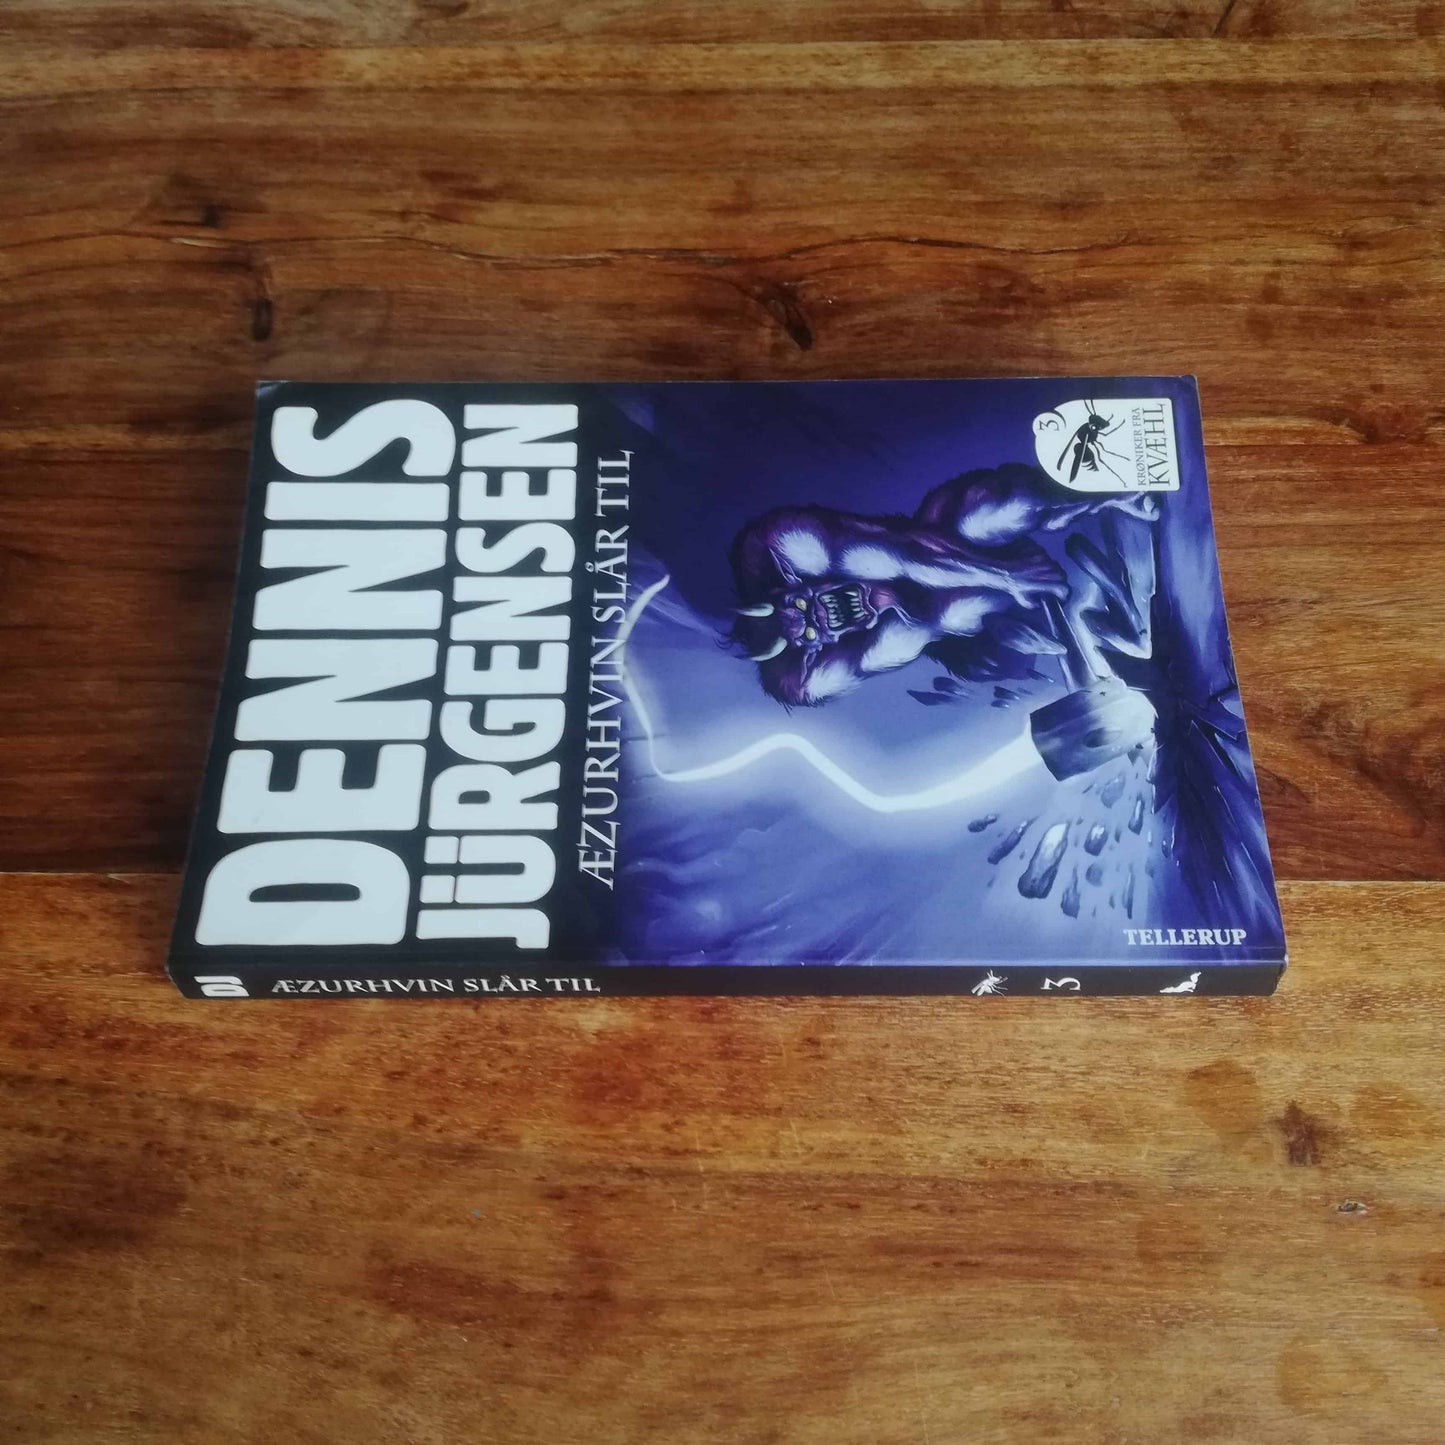 DENNIS
JÜRGENSEN
ÆZURHVIN SLÅR TIL
3
KRØNIKER FRA
KVÆHL
TELLERUP
DJ
ÆZURHVIN SLÅR TIL
3